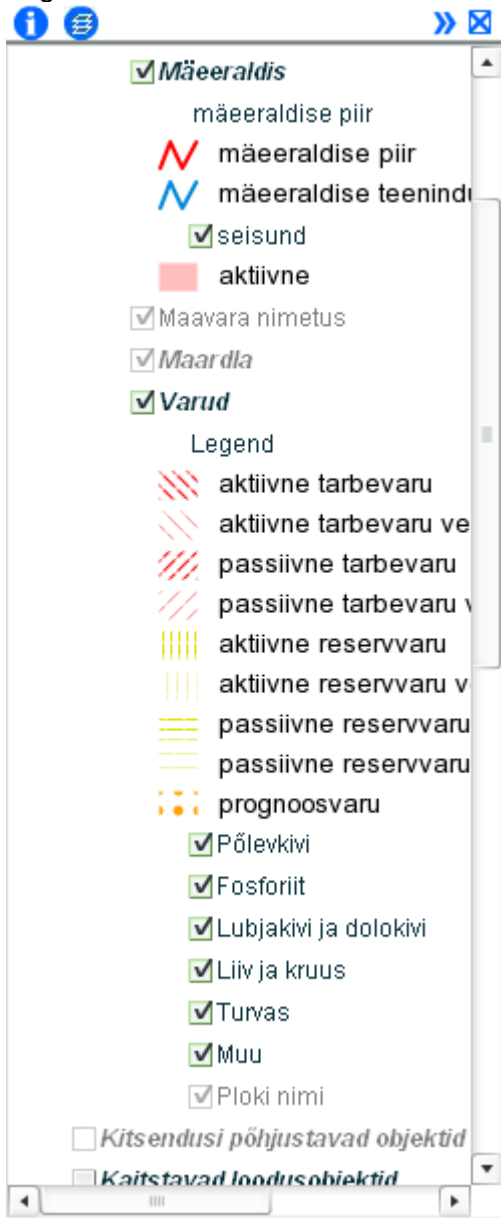 Mäeeraldis
mäeeraldise piir
mäeeraldise piir
mäeeraldise teenindu
seisund
aktiivne
Maavara nimetus
Maardla
Varud
Legend
aktiivne tarbevaru
aktiivne tarbevaru ve
passiivne tarbevaru
passiivne tarbevaru v
aktiivne reservvaru
aktiivne reservvaru v
passiivne reservvaru
passiivne reservvaru
prognoosvaru
Põlevkivi
Fosforiit
Lubjakivi ja dolokivi
Liiv ja kruus
Turvas
Muu
Ploki nimi
Kitsendusi põhjustavad objektid
Kaitstavad loodusobjektid